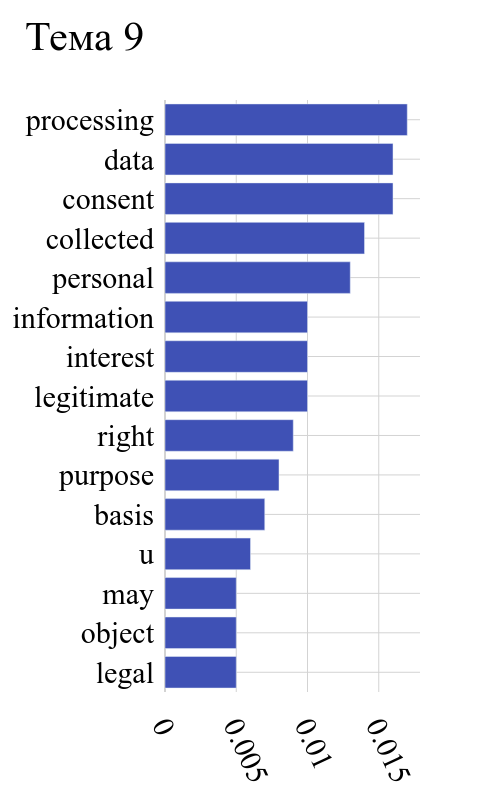 Тема 9
processing
data
consent
collected
personal
information
interest
legitimate
right
purpose
basis
u
may
object
legal
0
0.005
0.01
0.015